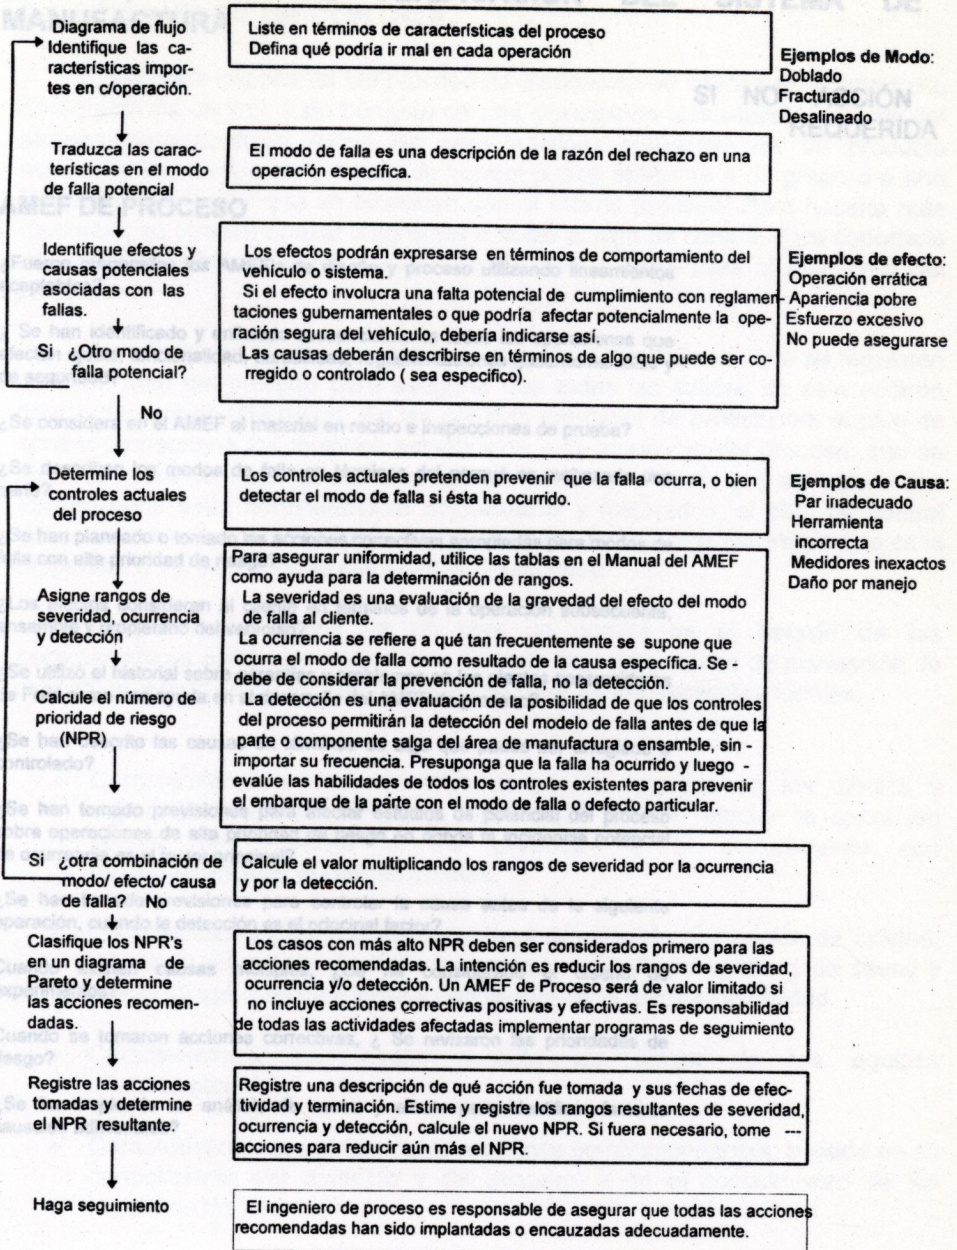 Diagrama de flujo
Identifique las ca-
racterísticas impor-
tes en c/operación.
Liste en términos de características del proceso
Defina qué podría ir mal en cada operación
Ejemplos de Modo:
Doblado
Fracturado
Desalineado
SI NO ACCIÓN
REQUERIDA
Traduzca las carac-
terísticas en el modo
de falla potencial
El modo de falla es una descripción de la razón del rechazo en una
operación específica.
AMEF DE PROCESO
Identifique efectos y
causas potenciales
asociadas con las
fallas.
Si ¿Otro modo de
falla potencial?
No
Los efectos podrán expresarse en términos de comportamiento del
vehículo o sistema.
Si el efecto involucra una falta potencial de cumplimiento con reglamen-
taciones gubernamentales o que podría afectar potencialmente la ope-
ración segura del vehículo, debería indicarse así.
Las causas deberán describirse en términos de algo que puede ser co-
rregido o controlado ( sea especifico).
Ejemplos de efecto:
Operación errática
Apariencia pobre
Esfuerzo excesivo
No puede asegurarse
¿Se considera en el AMEF el material en recibo e inspecciones de prueba?
Determine los
controles actuales
del proceso
Los controles actuales pretenden prevenir que la falla ocurra, o bien
detectar el modo de falla si ésta ha ocurrido.
Ejemplos de Causa:
Par inadecuado
Herramienta
incorrecta
Medidores inexactos
Daño por manejo
Asigne rangos de
severidad, ocurrencia
y detección
Calcule el número de
prioridad de riesgo
(NPR)
Para asegurar uniformidad, utilice las tablas en el Manual del AMEF
como ayuda para la determinación de rangos.
La severidad es una evaluación de la gravedad del efecto del modo
de falla al cliente.
La ocurrencia se refiere a qué tan frecuentemente se supone que
ocurra el modo de falla como resultado de la causa específica. Se -
debe de considerar la prevención de falla, no la detección.
La detección es una evaluación de la posibilidad de que los controles
del proceso permitirán la detección del modelo de falla antes de que la
parte o componente salga del área de manufactura o ensamble, sin -
importar su frecuencia. Presuponga que la falla ha ocurrido y luego -
evalúe las habilidades de todos los controles existentes para prevenir
el embarque de la parte con el modo de falla o defecto particular.
Si ¿otra combinación de
modo/ efecto/ causa
de falla? No
Calcule el valor multiplicando los rangos de severidad por la ocurrencia
y por la detección.
Clasifique los NPR's
en un diagrama de
Pareto y determine
las acciones recomen-
dadas.
Los casos con más alto NPR deben ser considerados primero para las
acciones recomendadas. La intención es reducir los rangos de severidad,
ocurrencia y/o detección. Un AMEF de Proceso será de valor limitado si
no incluye acciones correctivas positivas y efectivas. Es responsabilidad
de todas las actividades afectadas implementar programas de seguimiento
Registre las acciones
tomadas y determine
el NPR resultante.
Registre una descripción de qué acción fue tomada y sus fechas de efec-
tividad y terminación. Estime y registre los rangos resultantes de severidad,
ocurrencia y detección, calcule el nuevo NPR. Si fuera necesario, tome ---
acciones para reducir aún más el NPR.
Haga seguimiento
El ingeniero de proceso es responsable de asegurar que todas las acciones
recomendadas han sido implantadas o encauzadas adecuadamente.